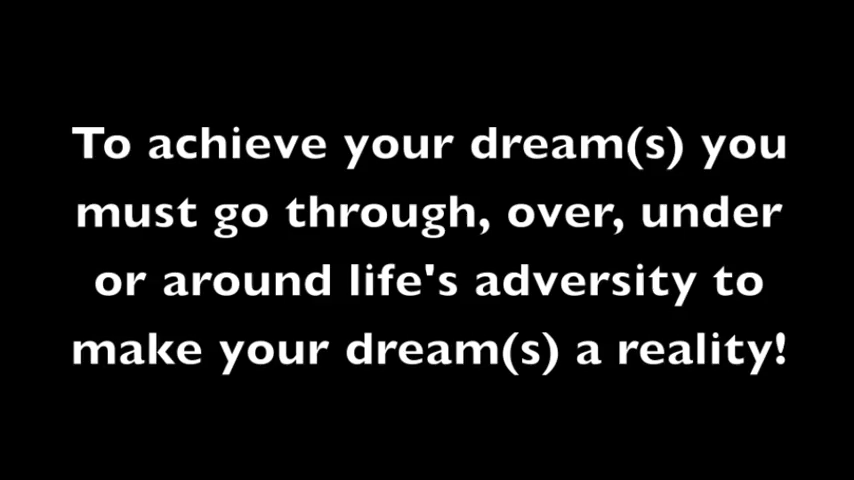 To achieve your dream(s) you
must go through, over, under
or around life's adversity to
make your dream(s) a reality!